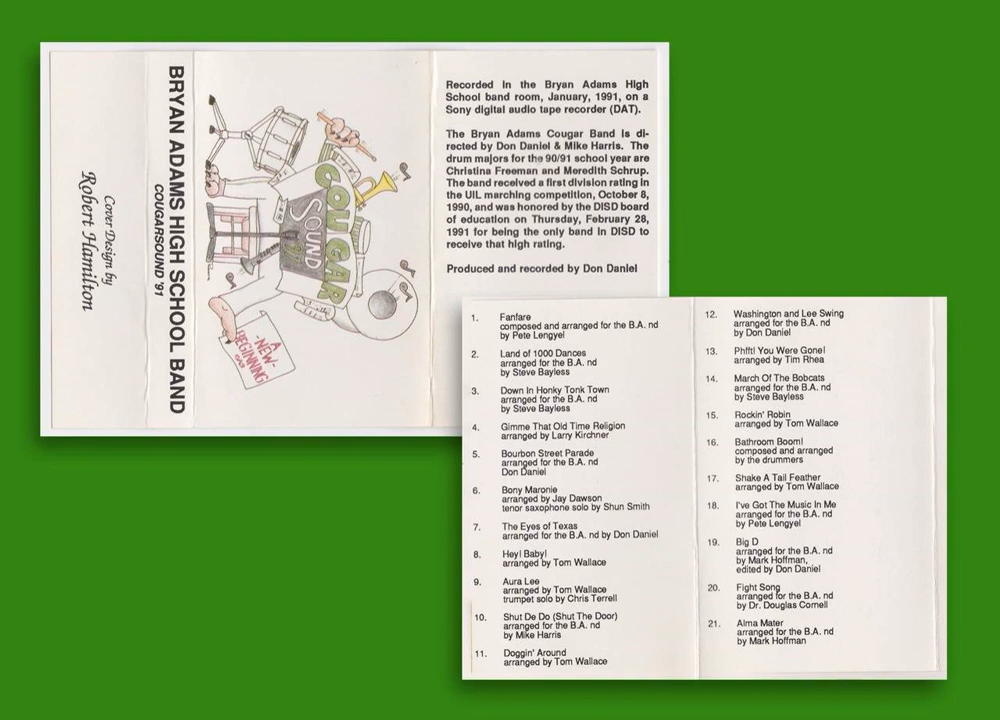 Cover Design by
Robert Hamilton
BRYAN ADAMS HIGH SCHOOL BAND
COUGARSOUND '91
COUGAR
SOUND
91
A
-NEW-
BEGINNING
Recorded in the Bryan Adams High
School band room, January, 1991, on a
Sony digital audio tape recorder (DAT).
The Bryan Adams Cougar Band is di-
rected by Don Daniel & Mike Harris. The
drum majors for the 90/91 school year are
Christina Freeman and Meredith Schrup.
The band received a first division rating in
the UIL marching competition, October 8,
1990, and was honored by the DISD board
of education on Thursday, February 28,
1991 for being the only band in DISD to
receive that high rating.
Produced and recorded by Don Daniel
1. Fanfare
composed and arranged for the B.A. nd
by Pete Lengyel
2. Land of 1000 Dances
arranged for the B.A. nd
by Steve Bayless
3. Down In Honky Tonk Town
arranged for the B.A. nd
by Steve Bayless
4. Gimme That Old Time Religion
arranged by Larry Kirchner
5. Bourbon Street Parade
arranged for the B.A. nd
Don Daniel
6. Bony Maronie
arranged by Jay Dawson
tenor saxophone solo by Shun Smith
7. The Eyes of Texas
arranged for the B.A. nd by Don Daniel
8. Hey! Baby!
arranged by Tom Wallace
9. Aura Lee
arranged by Tom Wallace
trumpet solo by Chris Terrell
10. Shut De Do (Shut The Door)
arranged for the B.A. nd
by Mike Harris
11. Doggin' Around
arranged by Tom Wallace
12. Washington and Lee Swing
arranged for the B.A. nd
by Don Daniel
13. Phfft! You Were Gone!
arranged by Tim Rhea
14. March Of The Bobcats
arranged for the B.A. nd
by Steve Bayless
15. Rockin' Robin
arranged by Tom Wallace
16. Bathroom Boom!
composed and arranged
by the drummers
17. Shake A Tail Feather
arranged by Tom Wallace
18. I've Got The Music In Me
arranged for the B.A. nd
by Pete Lengyel
19. Big D
arranged for the B.A. nd
by Mark Hoffman,
edited by Don Daniel
20. Fight Song
arranged for the B.A. nd
by Dr. Douglas Cornell
21. Alma Mater
arranged for the B.A. nd
by Mark Hoffman